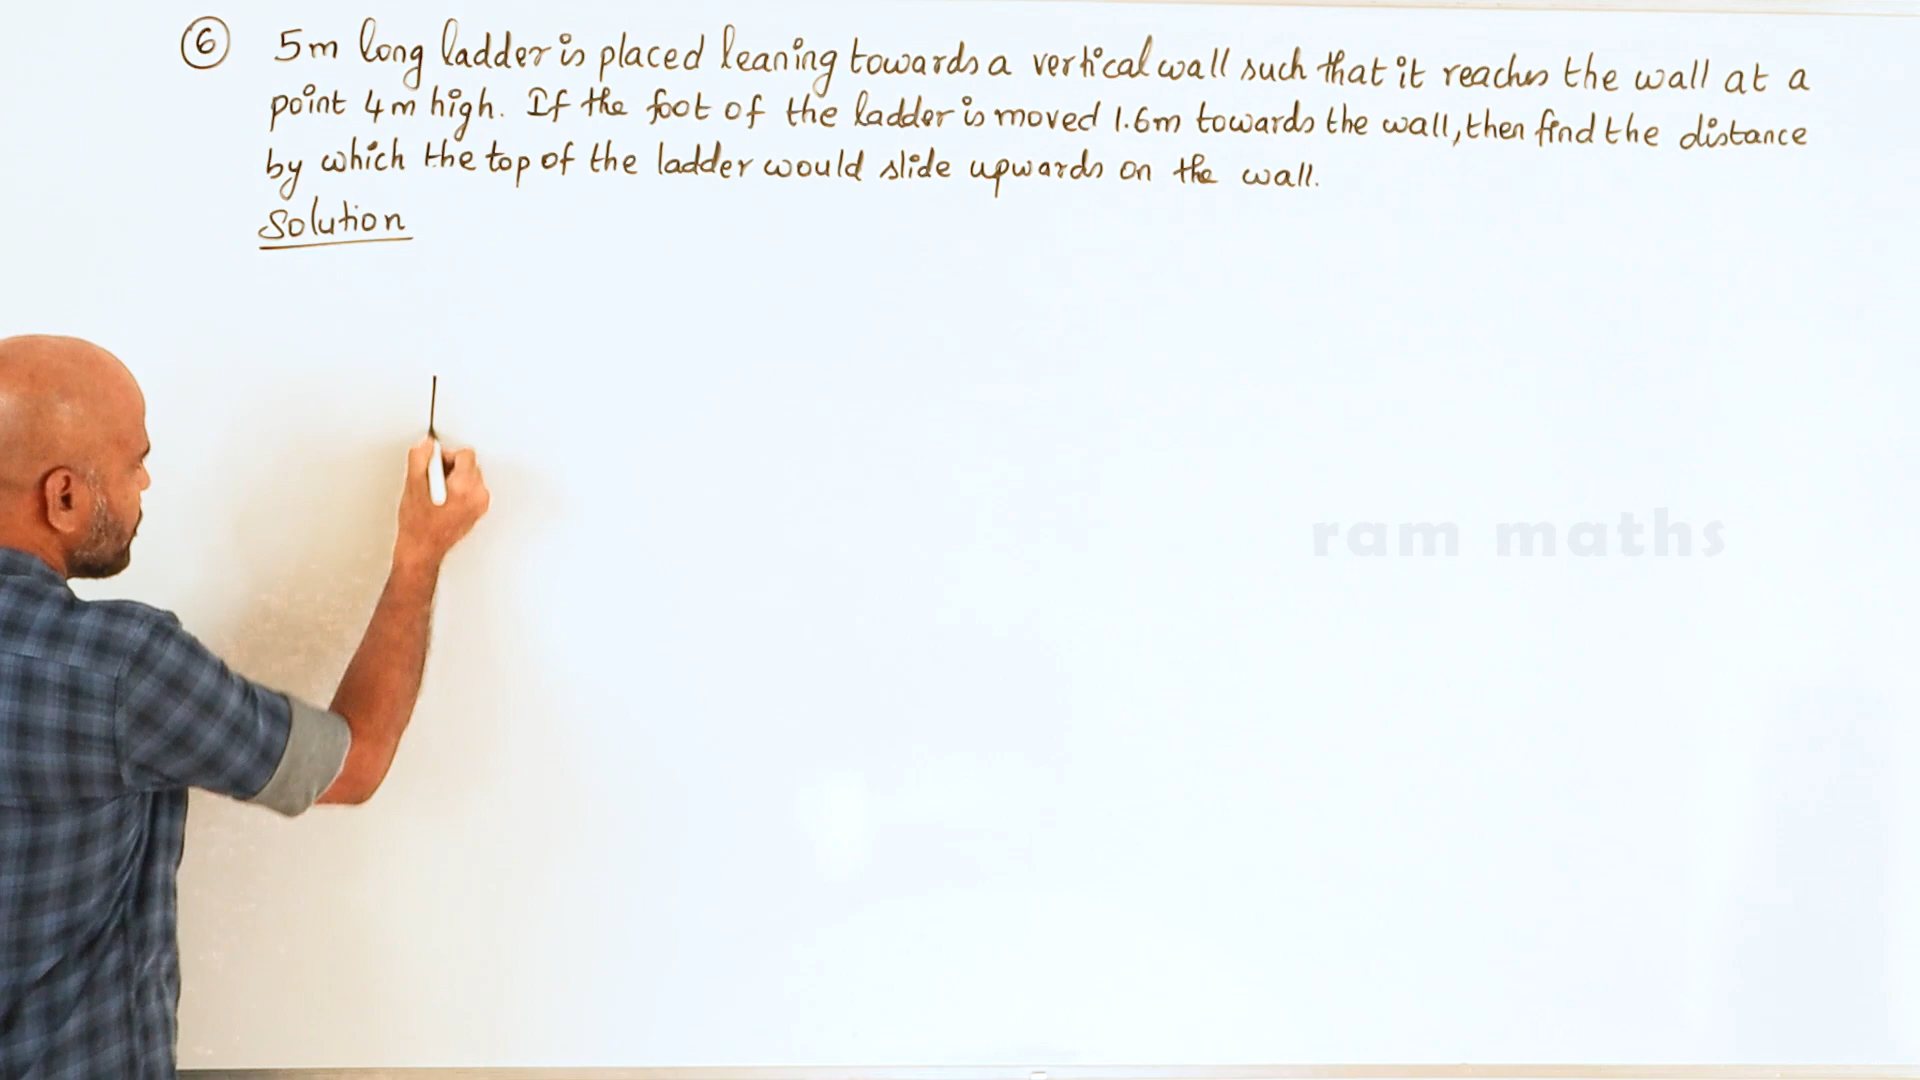 6 5m long ladder is placed leaning towards a vertical wall such that it reaches the wall at a
point 4m high. If the foot of the ladder is moved 1.6m towards the wall, then find the distance
by which the top of the ladder would slide upwards on the wall.
Solution
ram maths